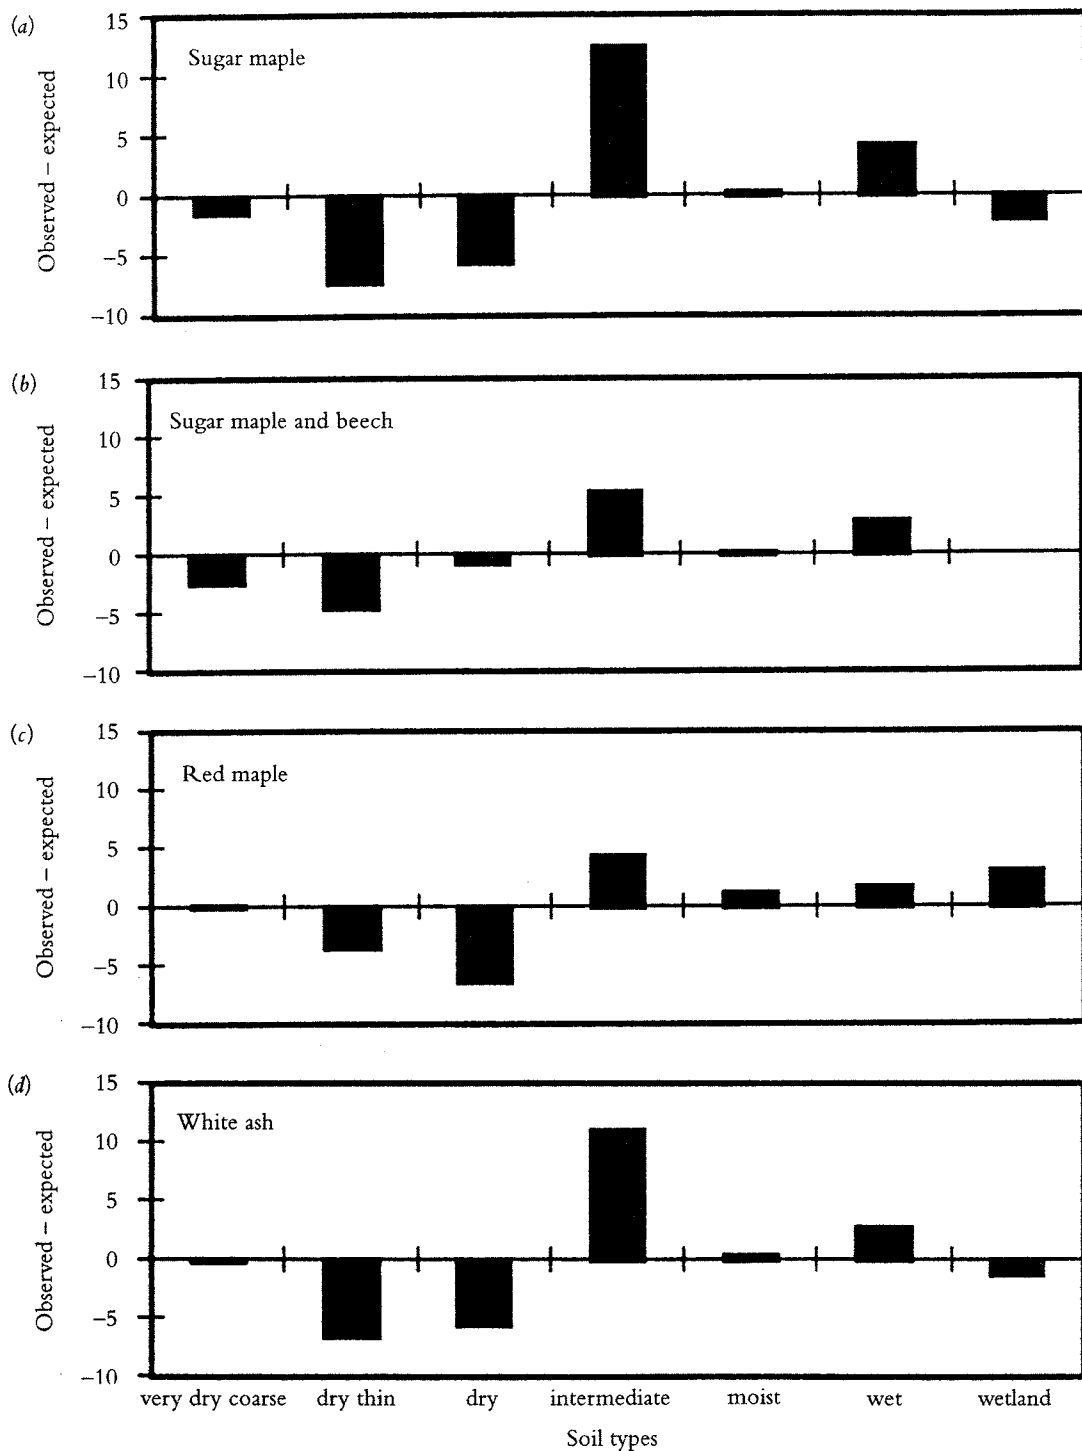 (a)
15
Sugar maple
10
5
0
−5
−10
Observed – expected
(b)
15
Sugar maple and beech
10
5
0
−5
−10
Observed – expected
(c)
15
Red maple
10
5
0
−5
−10
Observed – expected
(d)
15
White ash
10
5
0
−5
−10
Observed – expected
very dry coarse dry thin dry intermediate moist wet wetland
Soil types